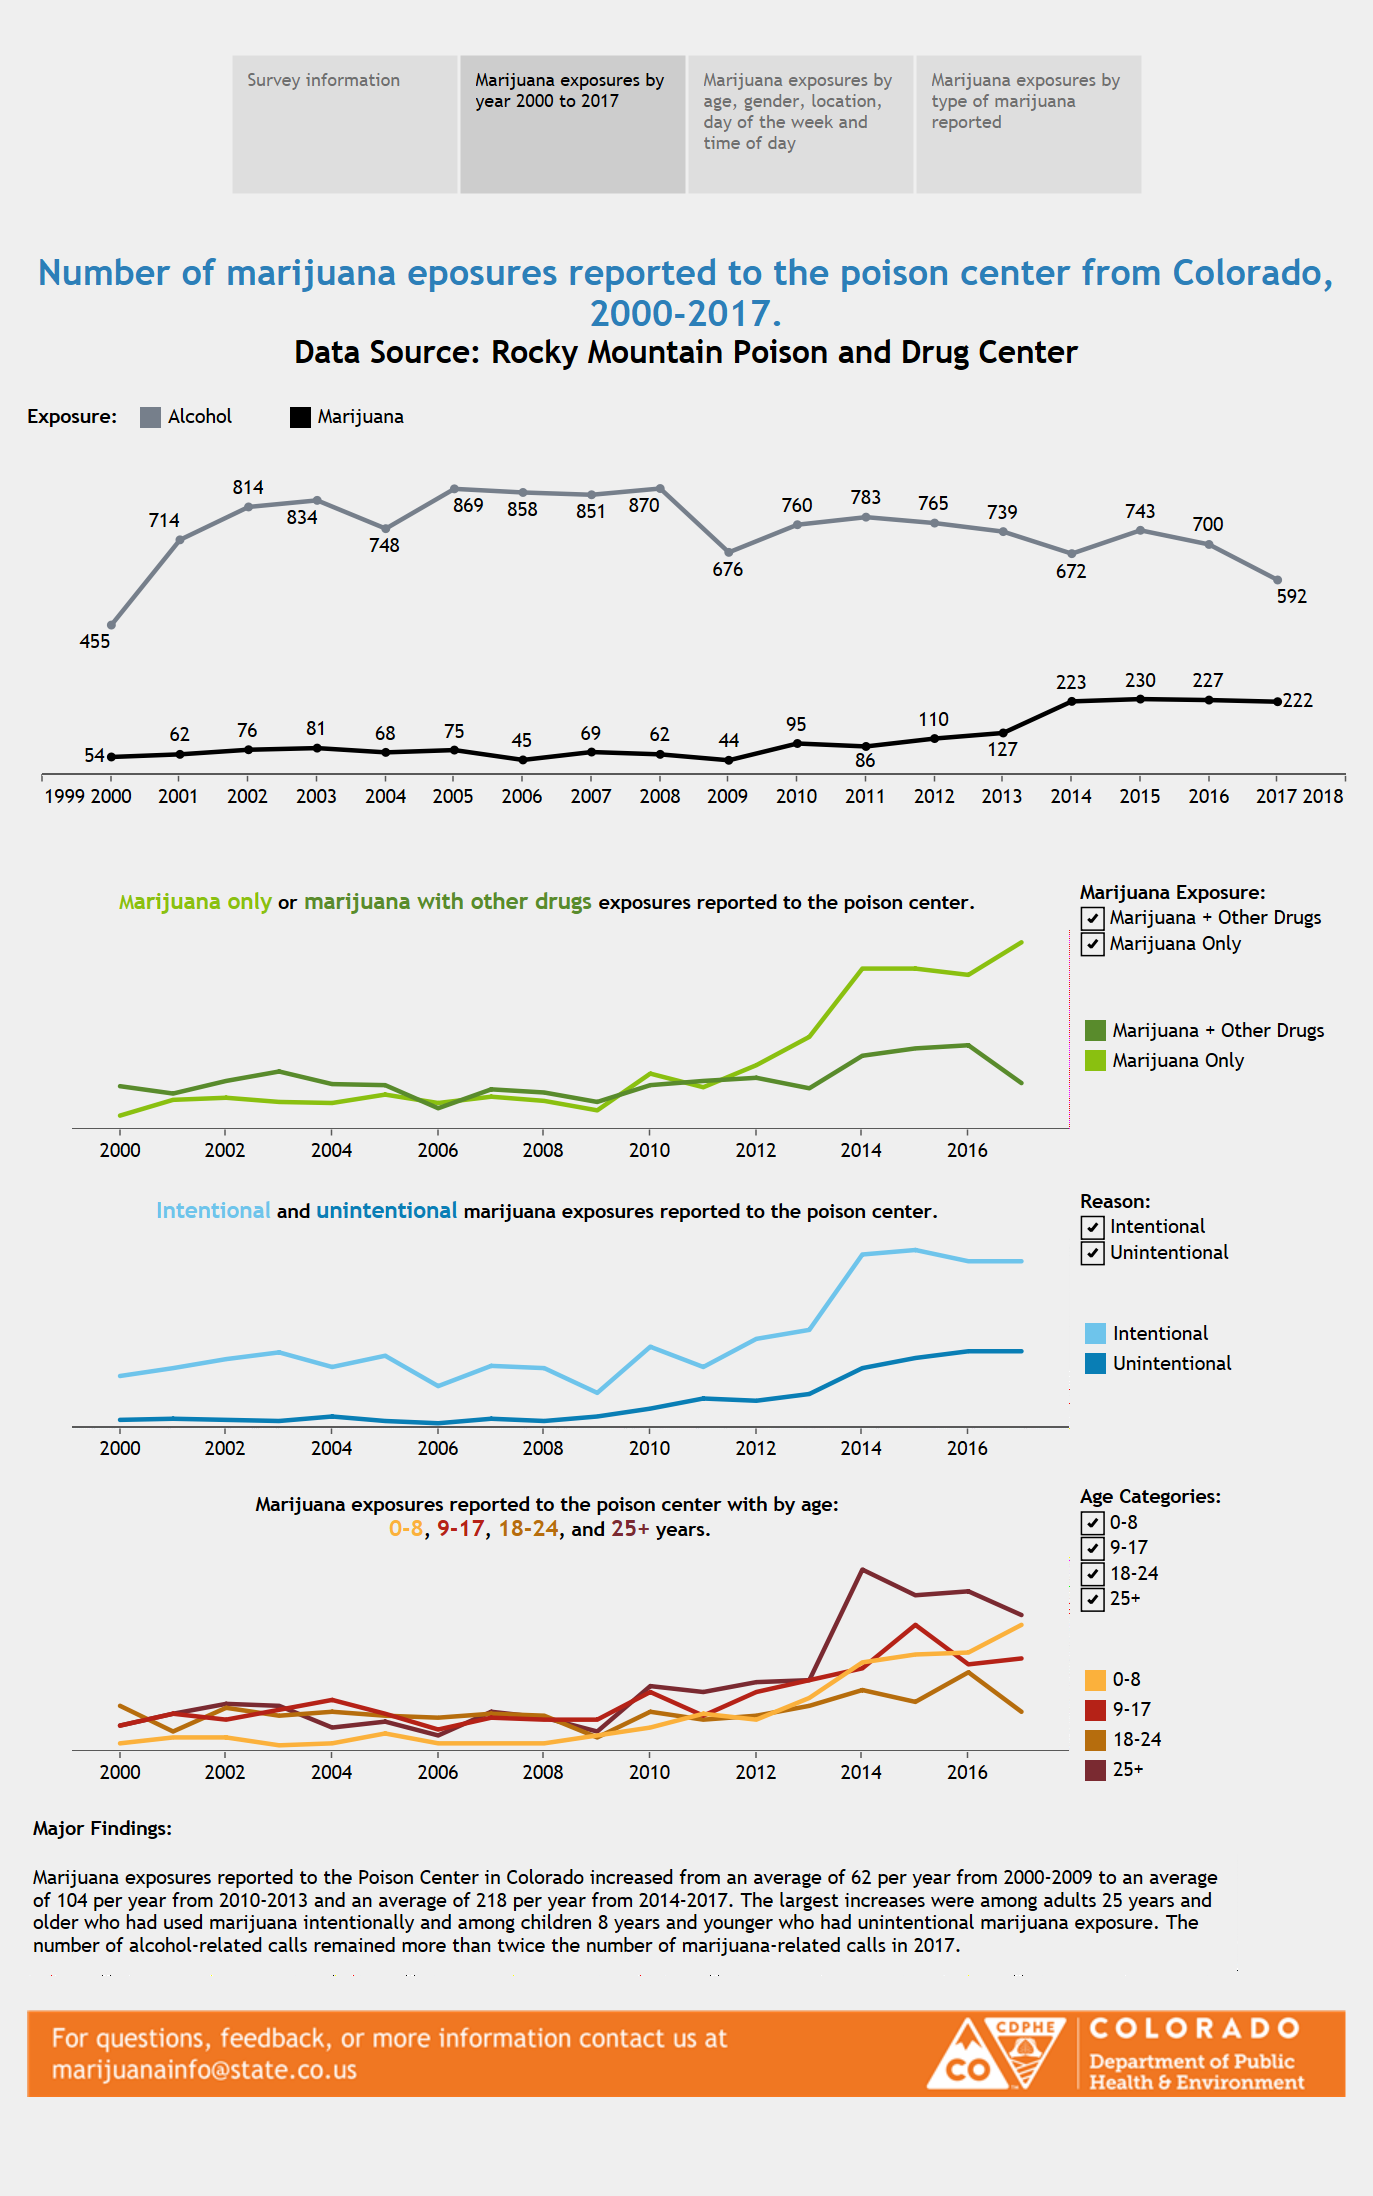 Survey information
Marijuana exposures by
year 2000 to 2017
Marijuana exposures by
age, gender, location,
day of the week and
time of day
Marijuana exposures by
type of marijuana
reported
Number of marijuana eposures reported to the poison center from Colorado,
2000-2017.
Data Source: Rocky Mountain Poison and Drug Center
Exposure: Alcohol Marijuana
455 714 814 834 748 869 858 851 870 676 760 783 765 739 672 743 700 592
54 62 76 81 68 75 45 69 62 44 95 86 110 127 223 230 227 222
1999 2000 2001 2002 2003 2004 2005 2006 2007 2008 2009 2010 2011 2012 2013 2014 2015 2016 2017 2018
Marijuana only or marijuana with other drugs exposures reported to the poison center.
Marijuana Exposure:
Marijuana + Other Drugs
Marijuana Only
Marijuana + Other Drugs
Marijuana Only
2000 2002 2004 2006 2008 2010 2012 2014 2016
Intentional and unintentional marijuana exposures reported to the poison center.
Reason:
Intentional
Unintentional
Intentional
Unintentional
2000 2002 2004 2006 2008 2010 2012 2014 2016
Marijuana exposures reported to the poison center with by age:
0-8, 9-17, 18-24, and 25+ years.
Age Categories:
0-8
9-17
18-24
25+
0-8
9-17
18-24
25+
2000 2002 2004 2006 2008 2010 2012 2014 2016
Major Findings:
Marijuana exposures reported to the Poison Center in Colorado increased from an average of 62 per year from 2000-2009 to an average
of 104 per year from 2010-2013 and an average of 218 per year from 2014-2017. The largest increases were among adults 25 years and
older who had used marijuana intentionally and among children 8 years and younger who had unintentional marijuana exposure. The
number of alcohol-related calls remained more than twice the number of marijuana-related calls in 2017.
For questions, feedback, or more information contact us at
marijuanainfo@state.co.us
CO
CDPHE
TM
COLORADO
Department of Public
Health & Environment